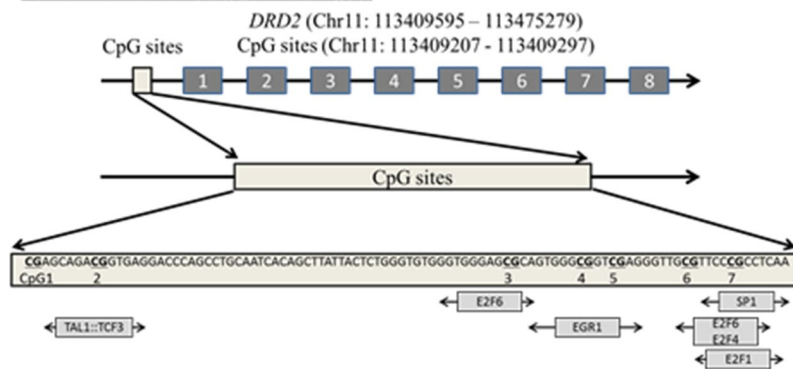 DRD2 (Chr11: 113409595 – 113475279)
CpG sites CpG sites (Chr11: 113409207 - 113409297)
1 2 3 4 5 6 7 8
CpG sites
CGAGCAGACGGTGAGGACCCAGCCTGCAATCACAGCTTATTACTCTGGGTGTGGGTGGGAGCGCAGTGGGCGGTCGAGGGTTGCGTTCCCGCCTCAA
CpG1 2 3 4 5 6 7
E2F6 SP1
TAL1::TCF3 EGR1 E2F6
E2F4
E2F1